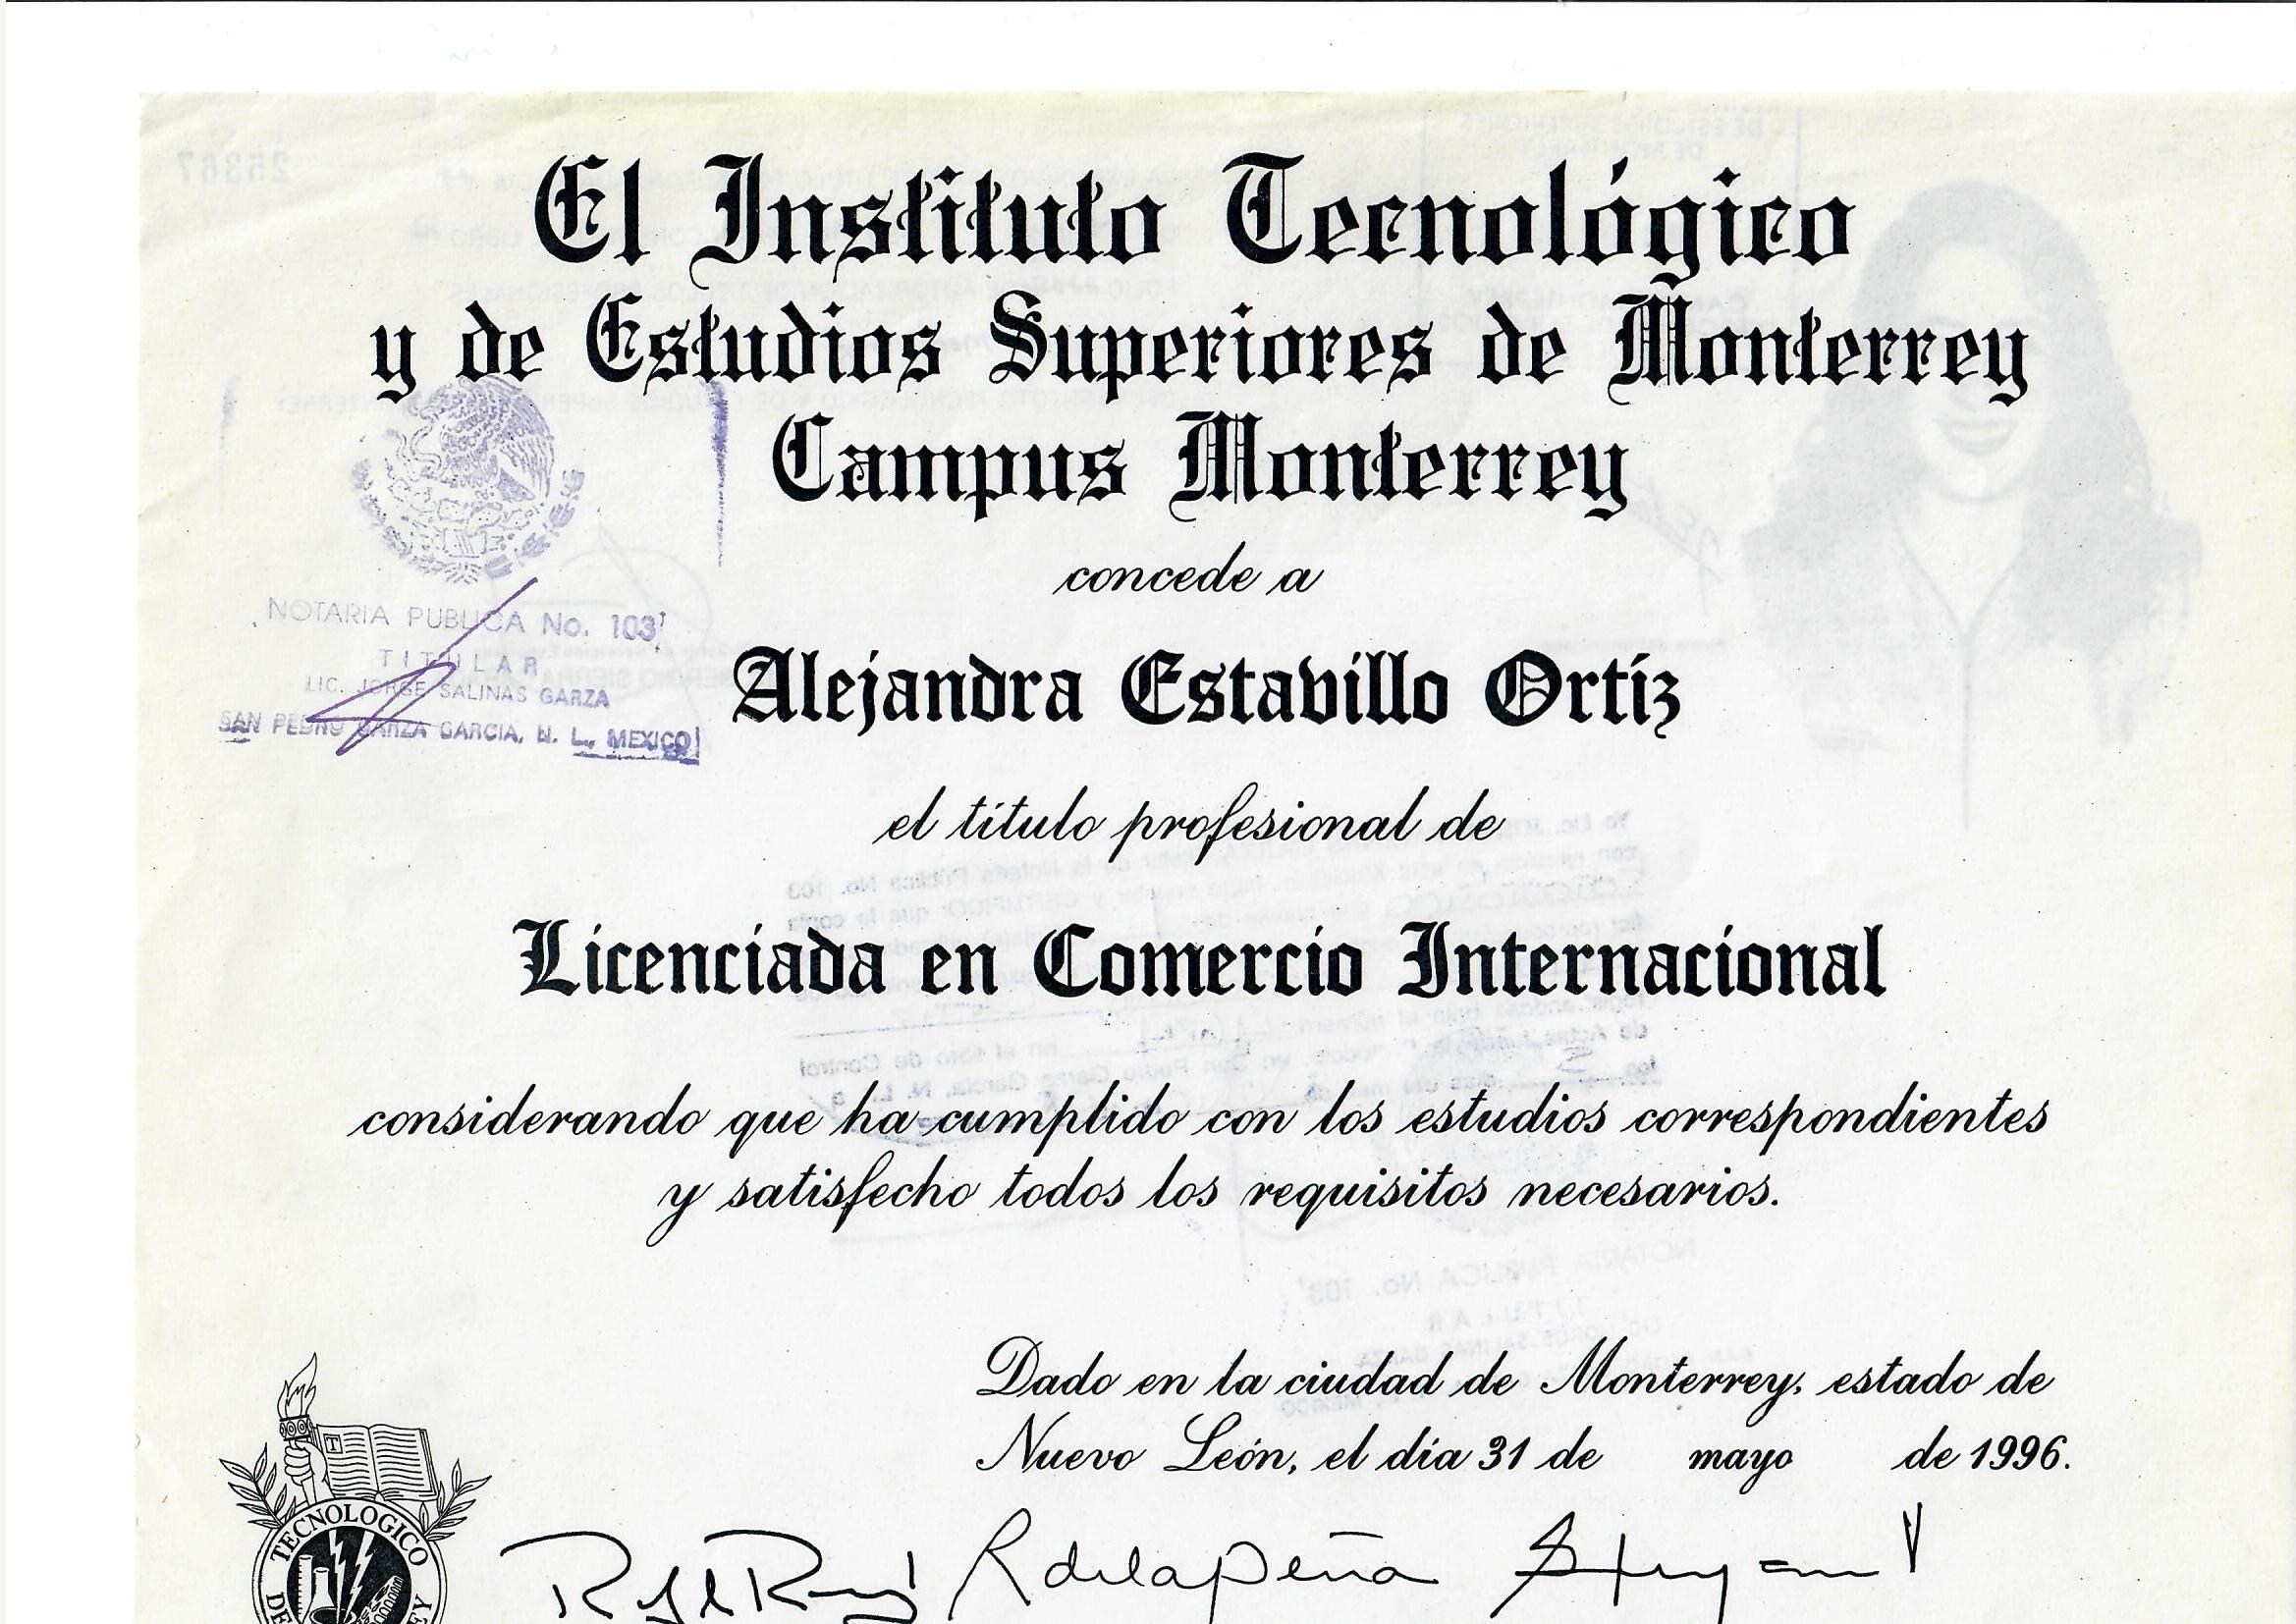 El Instituto Tecnológico
y de Estudios Superiores de Monterrey
Campus Monterrey
concede a
Alejandra Estavillo Ortiz
el título profesional de
Licenciada en Comercio Internacional
considerando que ha cumplido con los estudios correspondientes
y satisfecho todos los requisitos necesarios.
NOTARIA PUBLICA No. 103
TITULAR
LIC. JORGE SALINAS GARZA
SAN PEDRO GARZA GARCIA, N. L., MEXICO
Dado en la ciudad de Monterrey, estado de
Nuevo León, el día 31 de mayo de 1996.
TECNOLOGICO
RdelaPeña
25367